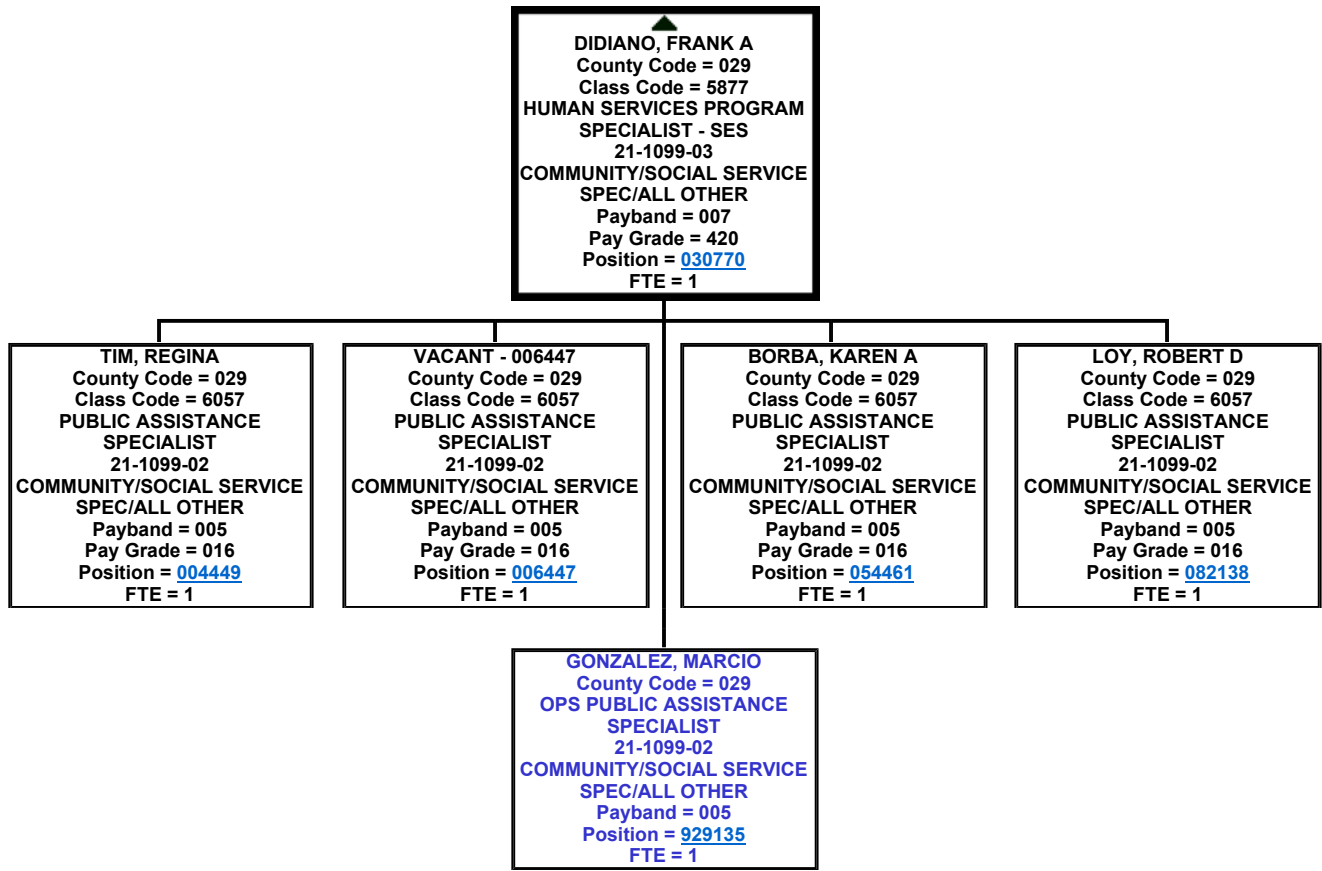 DIDIANO, FRANK A
County Code = 029
Class Code = 5877
HUMAN SERVICES PROGRAM
SPECIALIST - SES
21-1099-03
COMMUNITY/SOCIAL SERVICE
SPEC/ALL OTHER
Payband = 007
Pay Grade = 420
Position = 030770
FTE = 1
TIM, REGINA
County Code = 029
Class Code = 6057
PUBLIC ASSISTANCE
SPECIALIST
21-1099-02
COMMUNITY/SOCIAL SERVICE
SPEC/ALL OTHER
Payband = 005
Pay Grade = 016
Position = 004449
FTE = 1
VACANT - 006447
County Code = 029
Class Code = 6057
PUBLIC ASSISTANCE
SPECIALIST
21-1099-02
COMMUNITY/SOCIAL SERVICE
SPEC/ALL OTHER
Payband = 005
Pay Grade = 016
Position = 006447
FTE = 1
BORBA, KAREN A
County Code = 029
Class Code = 6057
PUBLIC ASSISTANCE
SPECIALIST
21-1099-02
COMMUNITY/SOCIAL SERVICE
SPEC/ALL OTHER
Payband = 005
Pay Grade = 016
Position = 054461
FTE = 1
LOY, ROBERT D
County Code = 029
Class Code = 6057
PUBLIC ASSISTANCE
SPECIALIST
21-1099-02
COMMUNITY/SOCIAL SERVICE
SPEC/ALL OTHER
Payband = 005
Pay Grade = 016
Position = 082138
FTE = 1
GONZALEZ, MARCIO
County Code = 029
OPS PUBLIC ASSISTANCE
SPECIALIST
21-1099-02
COMMUNITY/SOCIAL SERVICE
SPEC/ALL OTHER
Payband = 005
Position = 929135
FTE = 1